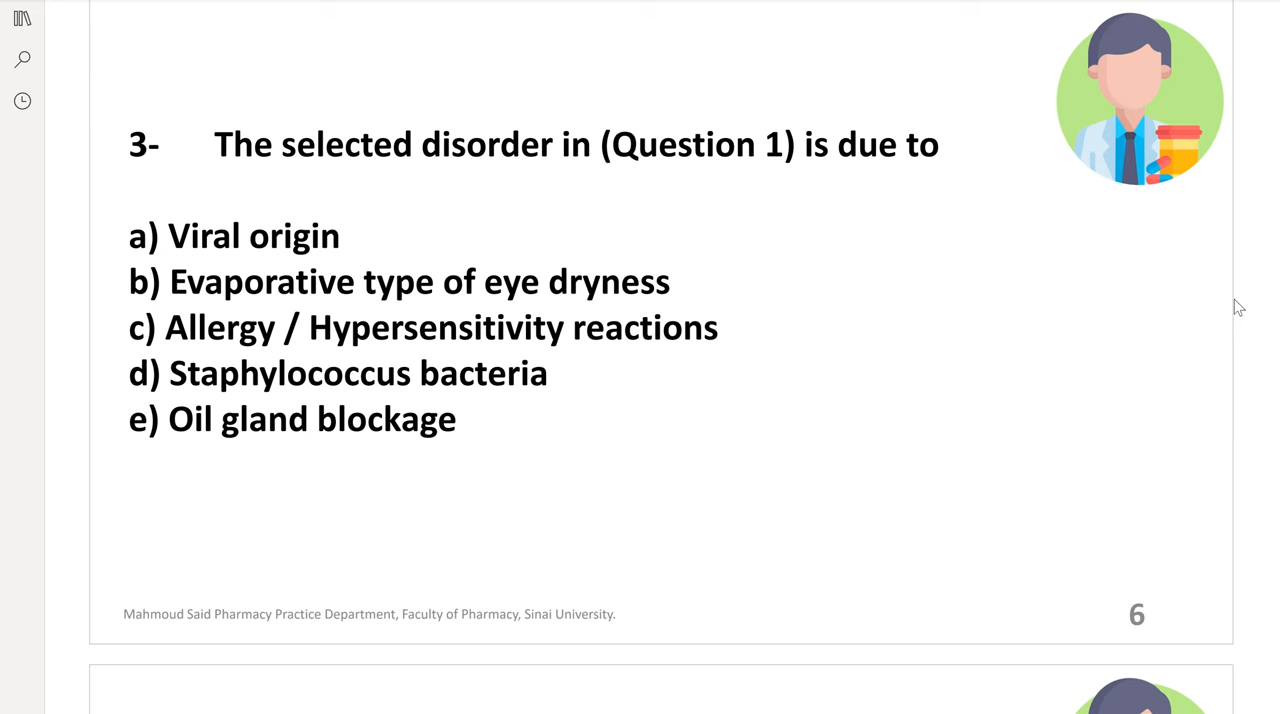 3- The selected disorder in (Question 1) is due to
a) Viral origin
b) Evaporative type of eye dryness
c) Allergy / Hypersensitivity reactions
d) Staphylococcus bacteria
e) Oil gland blockage
Mahmoud Said Pharmacy Practice Department, Faculty of Pharmacy, Sinai University.
6